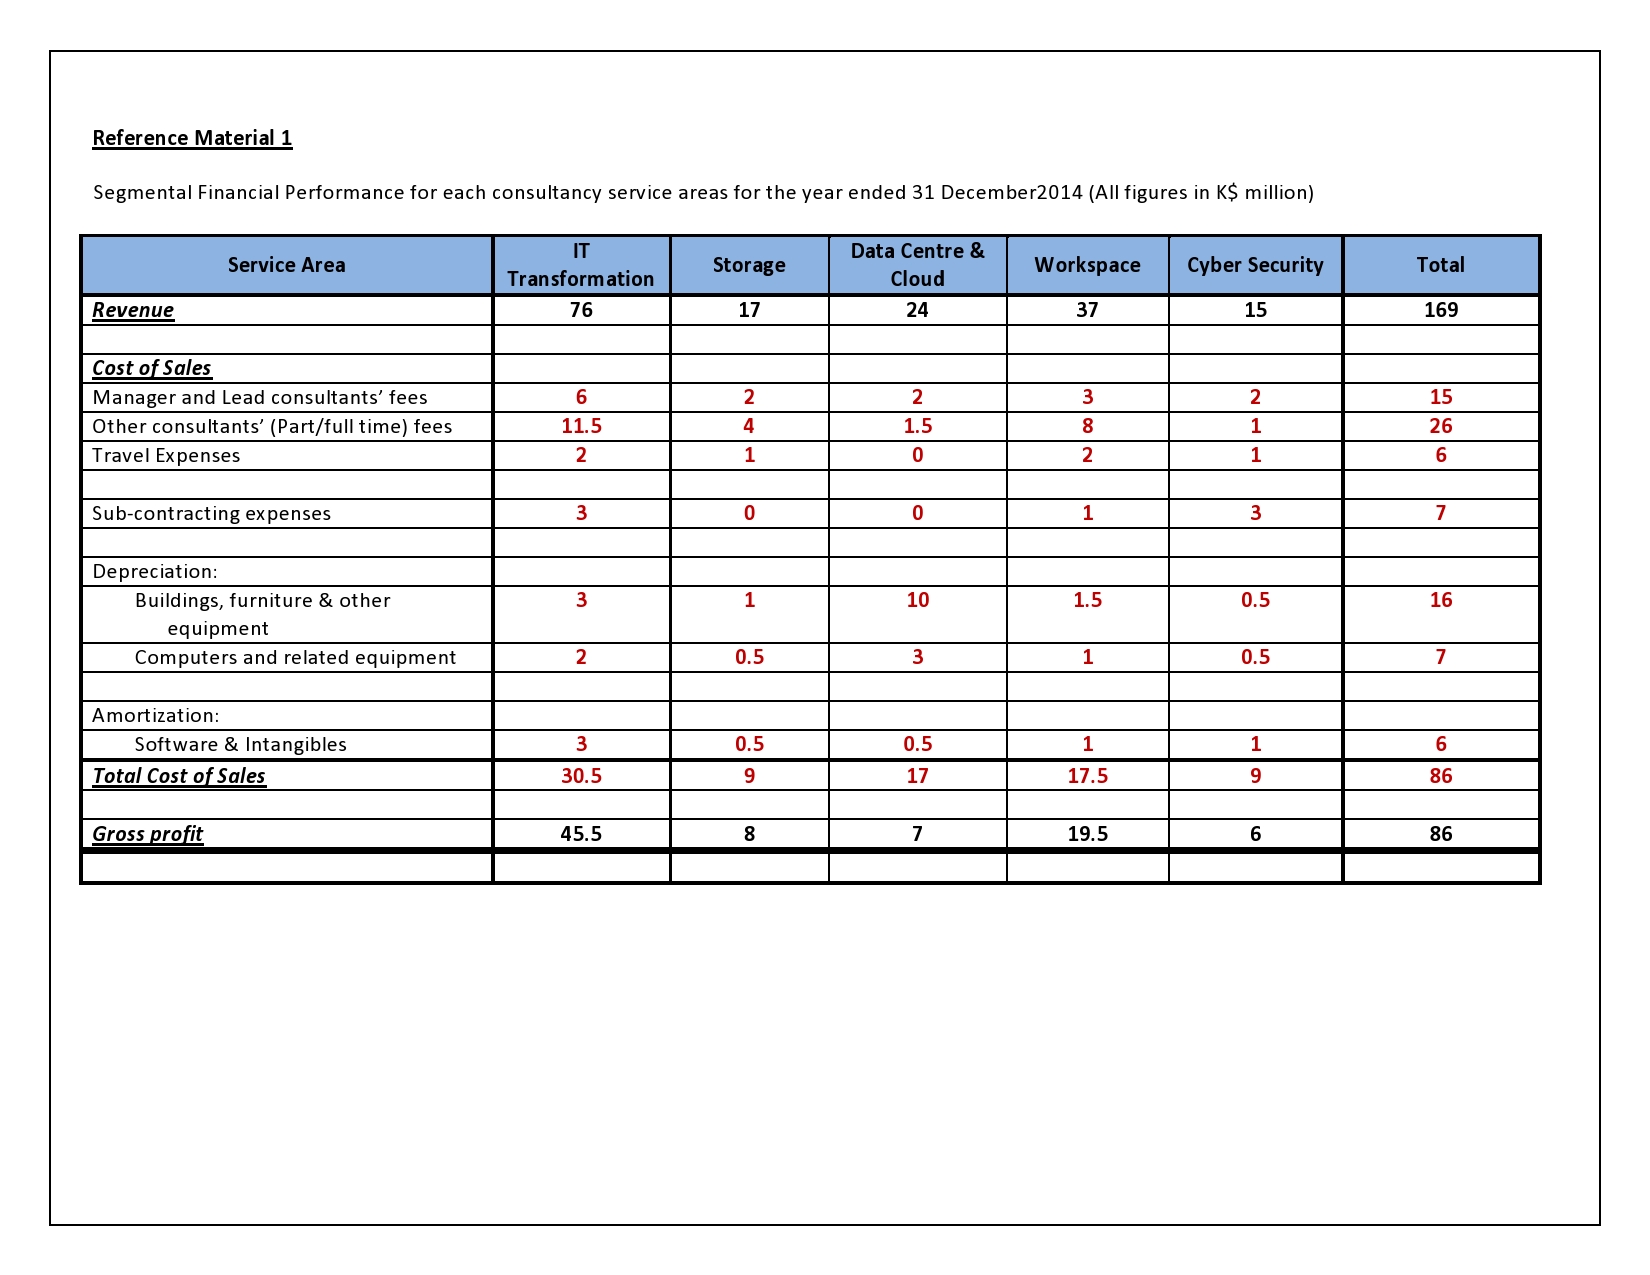 Reference Material 1
Segmental Financial Performance for each consultancy service areas for the year ended 31 December2014 (All figures in K$ million)
Service Area IT Transformation Storage Data Centre & Cloud Workspace Cyber Security Total
Revenue 76 17 24 37 15 169
Cost of Sales
Manager and Lead consultants’ fees 6 2 2 3 2 15
Other consultants’ (Part/full time) fees 11.5 4 1.5 8 1 26
Travel Expenses 2 1 0 2 1 6
Sub-contracting expenses 3 0 0 1 3 7
Depreciation:
Buildings, furniture & other equipment 3 1 10 1.5 0.5 16
Computers and related equipment 2 0.5 3 1 0.5 7
Amortization:
Software & Intangibles 3 0.5 0.5 1 1 6
Total Cost of Sales 30.5 9 17 17.5 9 86
Gross profit 45.5 8 7 19.5 6 86